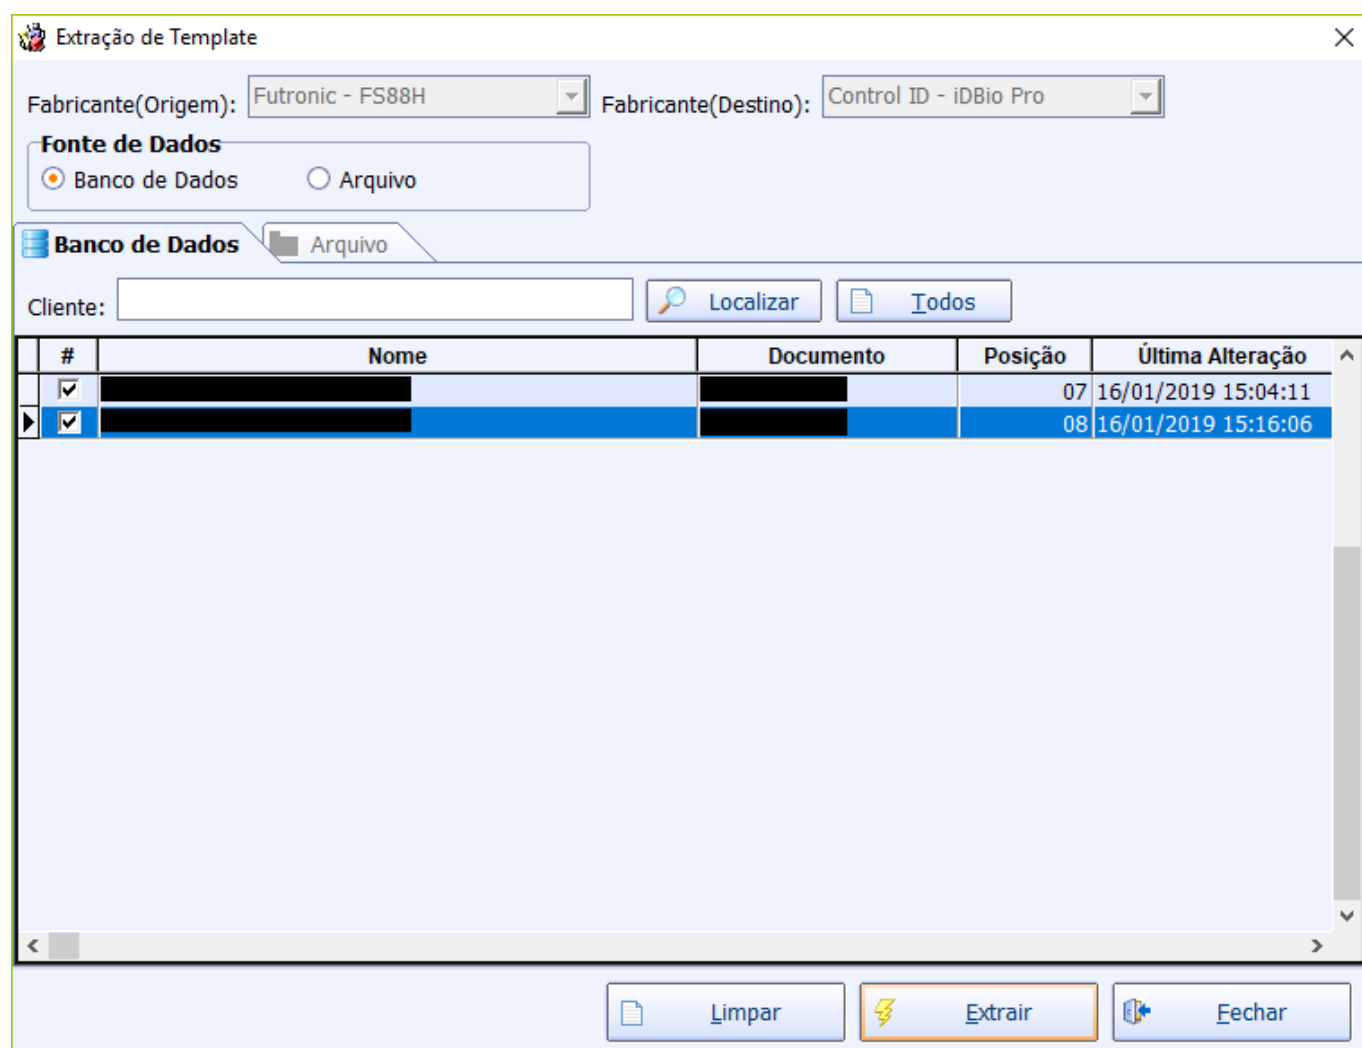 Extração de Template
Fabricante(Origem): Futronic - FS88H Fabricante(Destino): Control ID - iDBio Pro
Fonte de Dados
Banco de Dados Arquivo
Banco de Dados Arquivo
Cliente: Localizar Todos
# Nome Documento Posição Última Alteração
07 16/01/2019 15:04:11
08 16/01/2019 15:16:06
Limpar Extrair Fechar